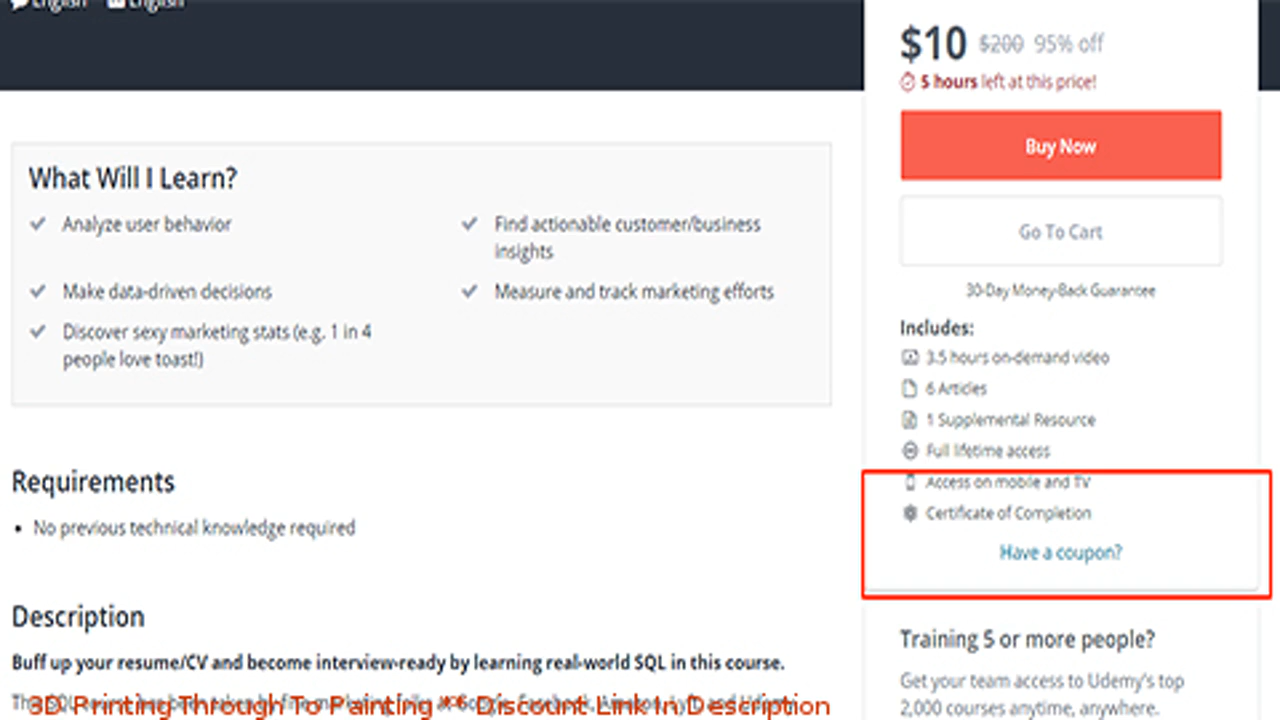 English English
What Will I Learn?
Analyze user behavior
Find actionable customer/business
insights
Make data-driven decisions
Measure and track marketing efforts
Discover sexy marketing stats (e.g. 1 in 4
people love toast!)
Requirements
• No previous technical knowledge required
Description
Buff up your resume/CV and become interview-ready by learning real-world SQL in this course.
3D Printing Through To Painting Discount Link In Description
$10 $200 95% off
5 hours left at this price!
Buy Now
Go To Cart
30-Day Money-Back Guarantee
Includes:
3.5 hours on-demand video
6 Articles
1 Supplemental Resource
Full lifetime access
Access on mobile and TV
Certificate of Completion
Have a coupon?
Training 5 or more people?
Get your team access to Udemy's top
2,000 courses anytime, anywhere.